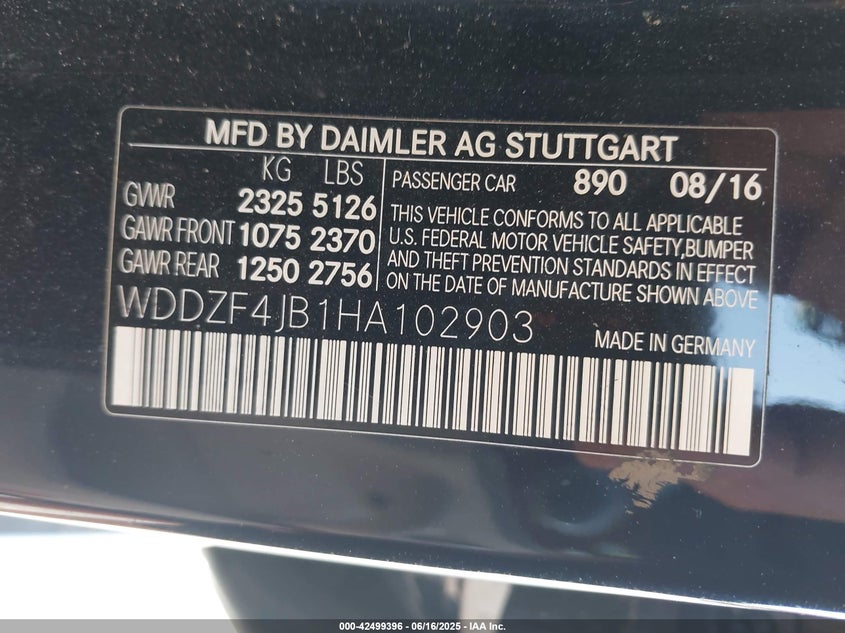 MFD BY DAIMLER AG STUTTGART
KG LBS
GVWR 2325 5126
GAWR FRONT 1075 2370
GAWR REAR 1250 2756
PASSENGER CAR 890 08/16
THIS VEHICLE CONFORMS TO ALL APPLICABLE
U.S. FEDERAL MOTOR VEHICLE SAFETY,BUMPER
AND THEFT PREVENTION STANDARDS IN EFFECT
ON THE DATE OF MANUFACTURE SHOWN ABOVE
WDDZF4JB1HA102903
MADE IN GERMANY
000-42499396 - 06/16/2025 - IAA Inc.